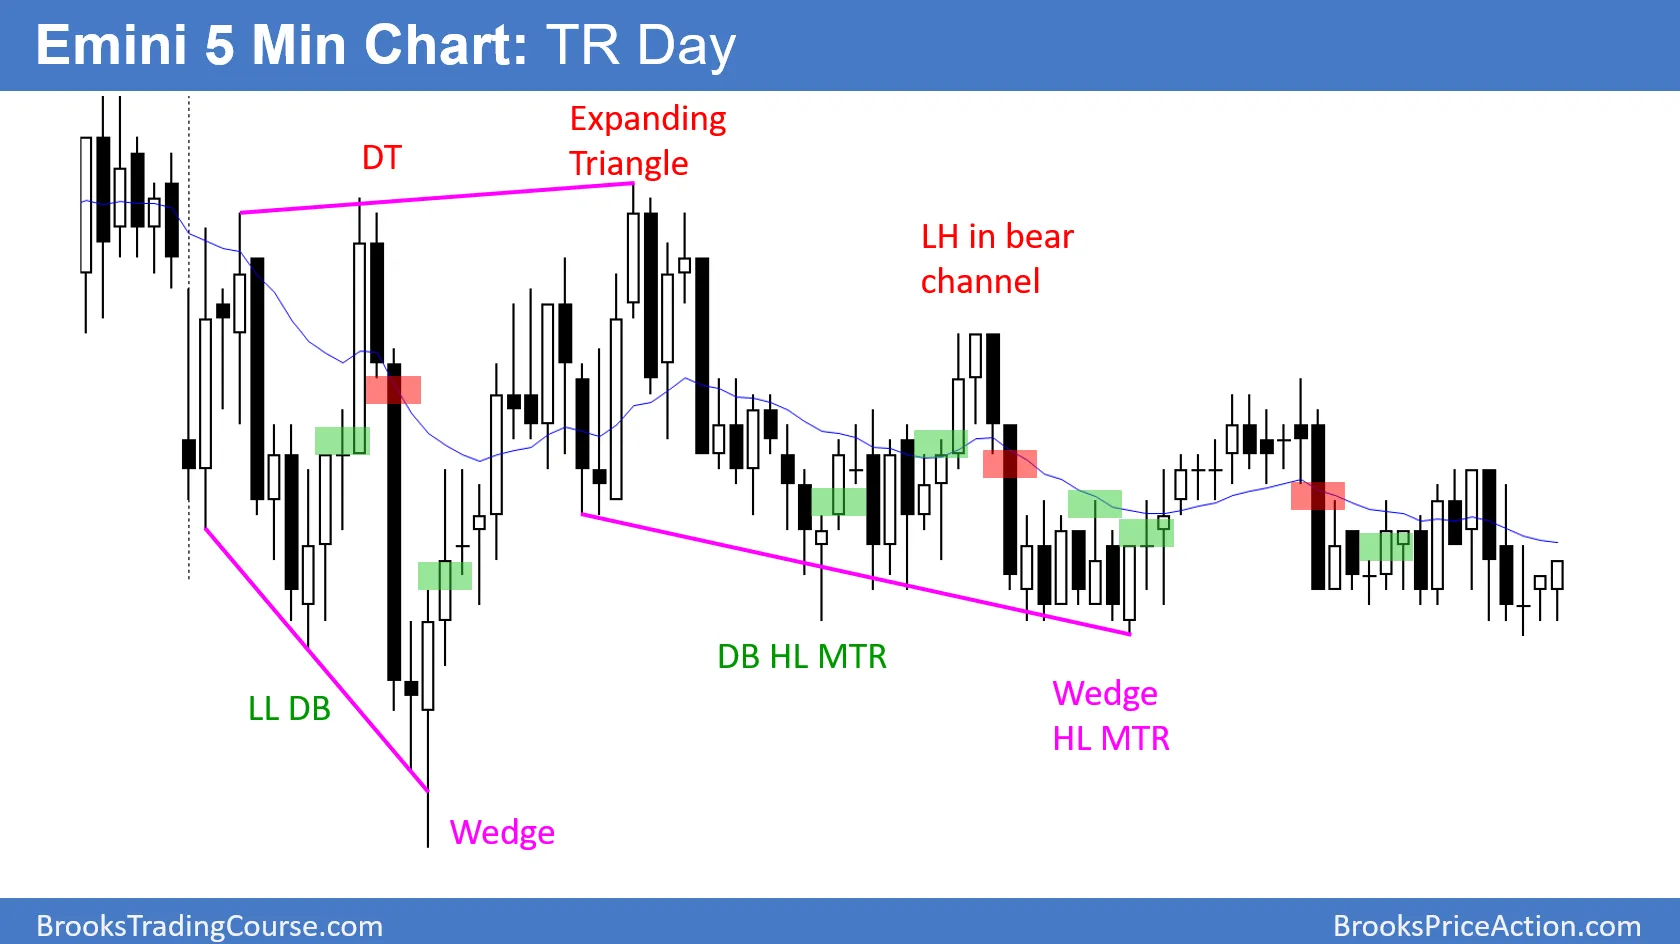 Emini 5 Min Chart: TR Day
DT
Expanding
Triangle
LH in bear
channel
LL DB
Wedge
DB HL MTR
Wedge
HL MTR
BrooksTradingCourse.com
BrooksPriceAction.com